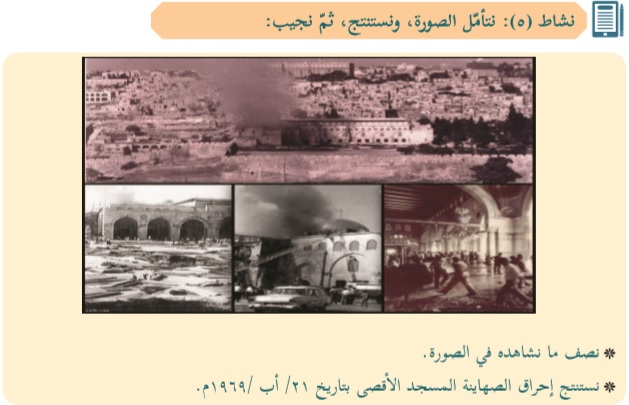 نشاط (٥): نتأمّل الصورة، ونستنتج، ثمّ نجيب:
* نصف ما نشاهده في الصورة.
* نستنتج إحراق الصهاينة المسجد الأقصى بتاريخ ٢١/ أب /١٩٦٩م.